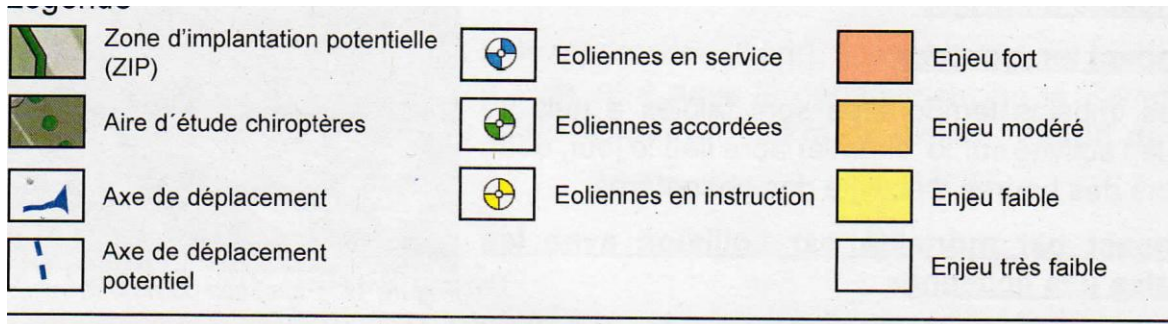 Légende
Zone d'implantation potentielle
(ZIP)
Aire d´étude chiroptères
Axe de déplacement
Axe de déplacement
potentiel
Eoliennes en service
Eoliennes accordées
Eoliennes en instruction
Enjeu fort
Enjeu modéré
Enjeu faible
Enjeu très faible